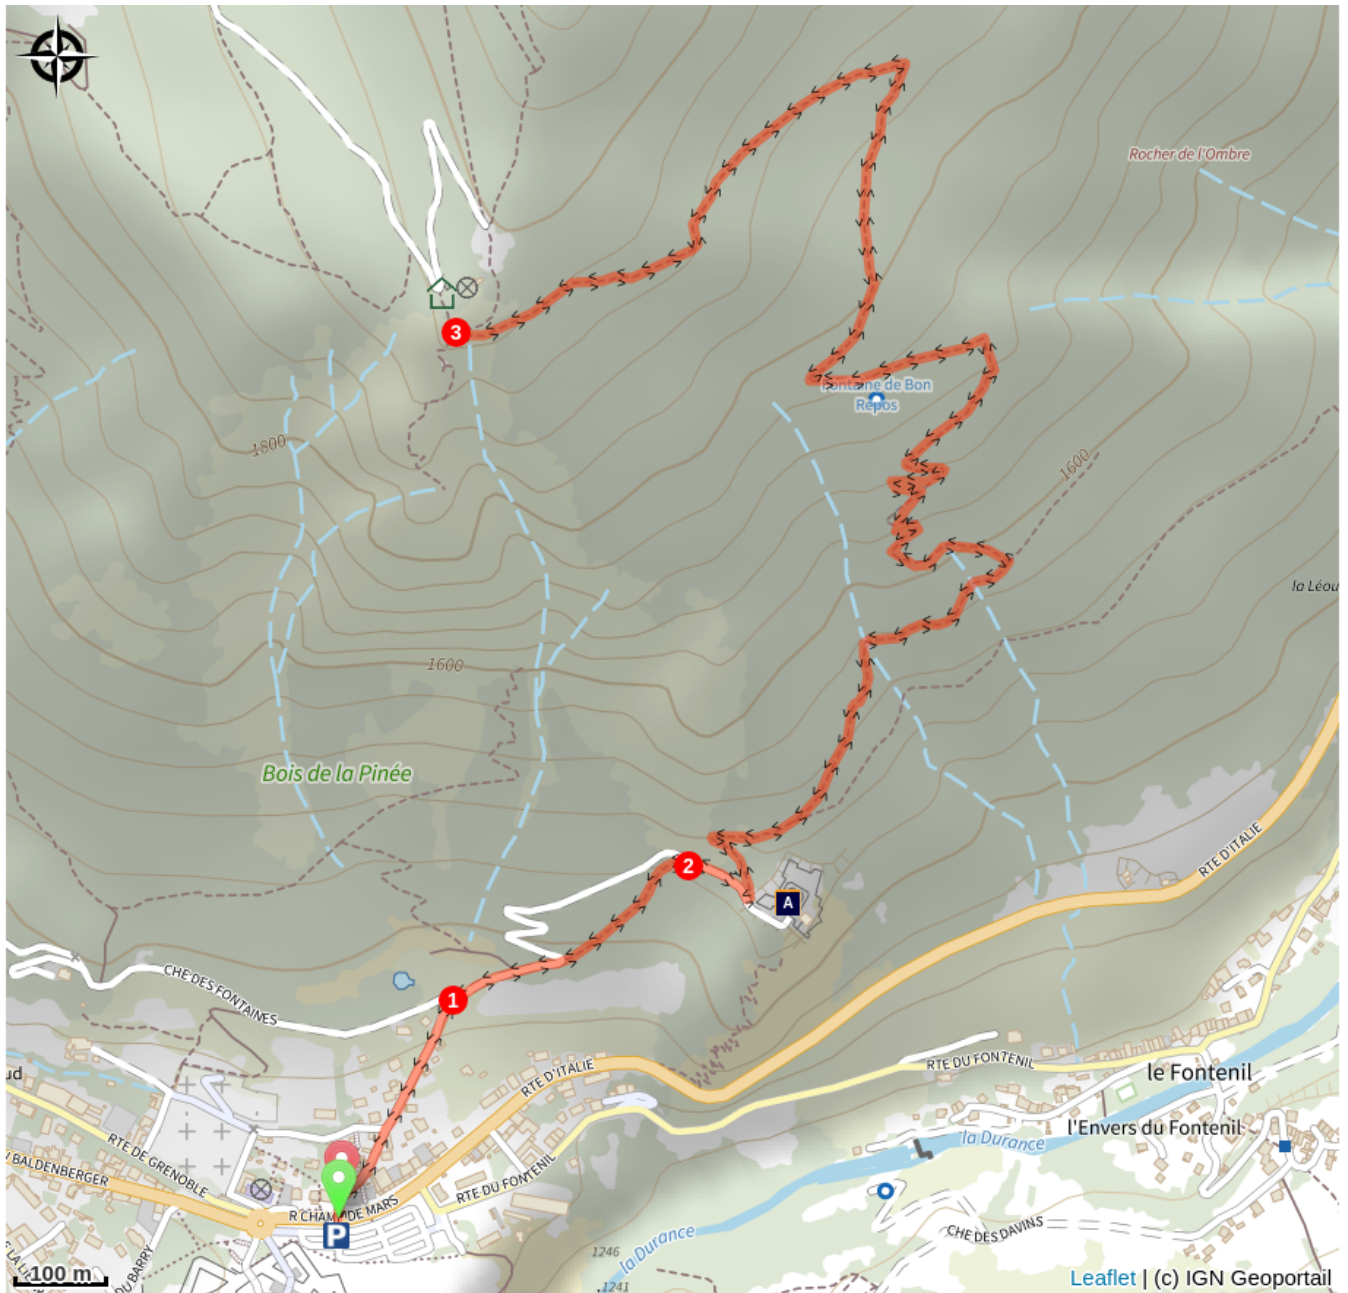 Rocher de l'Ombre
3
Fontaine de Bon
Repos
1800
1600
la Léou
1600
Bois de la Pinée
RTE D'ITALIE
2
A
CHE DES FONTAINES
1
RTE D'ITALIE
RTE DU FONTENIL
le Fontenil
ud
l'Envers du Fontenil
la Durance
RTE DE GRENOBLE
BALDENBERGER
RTE DU FONTENIL
R CHAMP DE MARS
P
CHE DES DAVINS
la Durance
1246
DU BARRY
100 m
1241
Leaflet | (c) IGN Geoportail